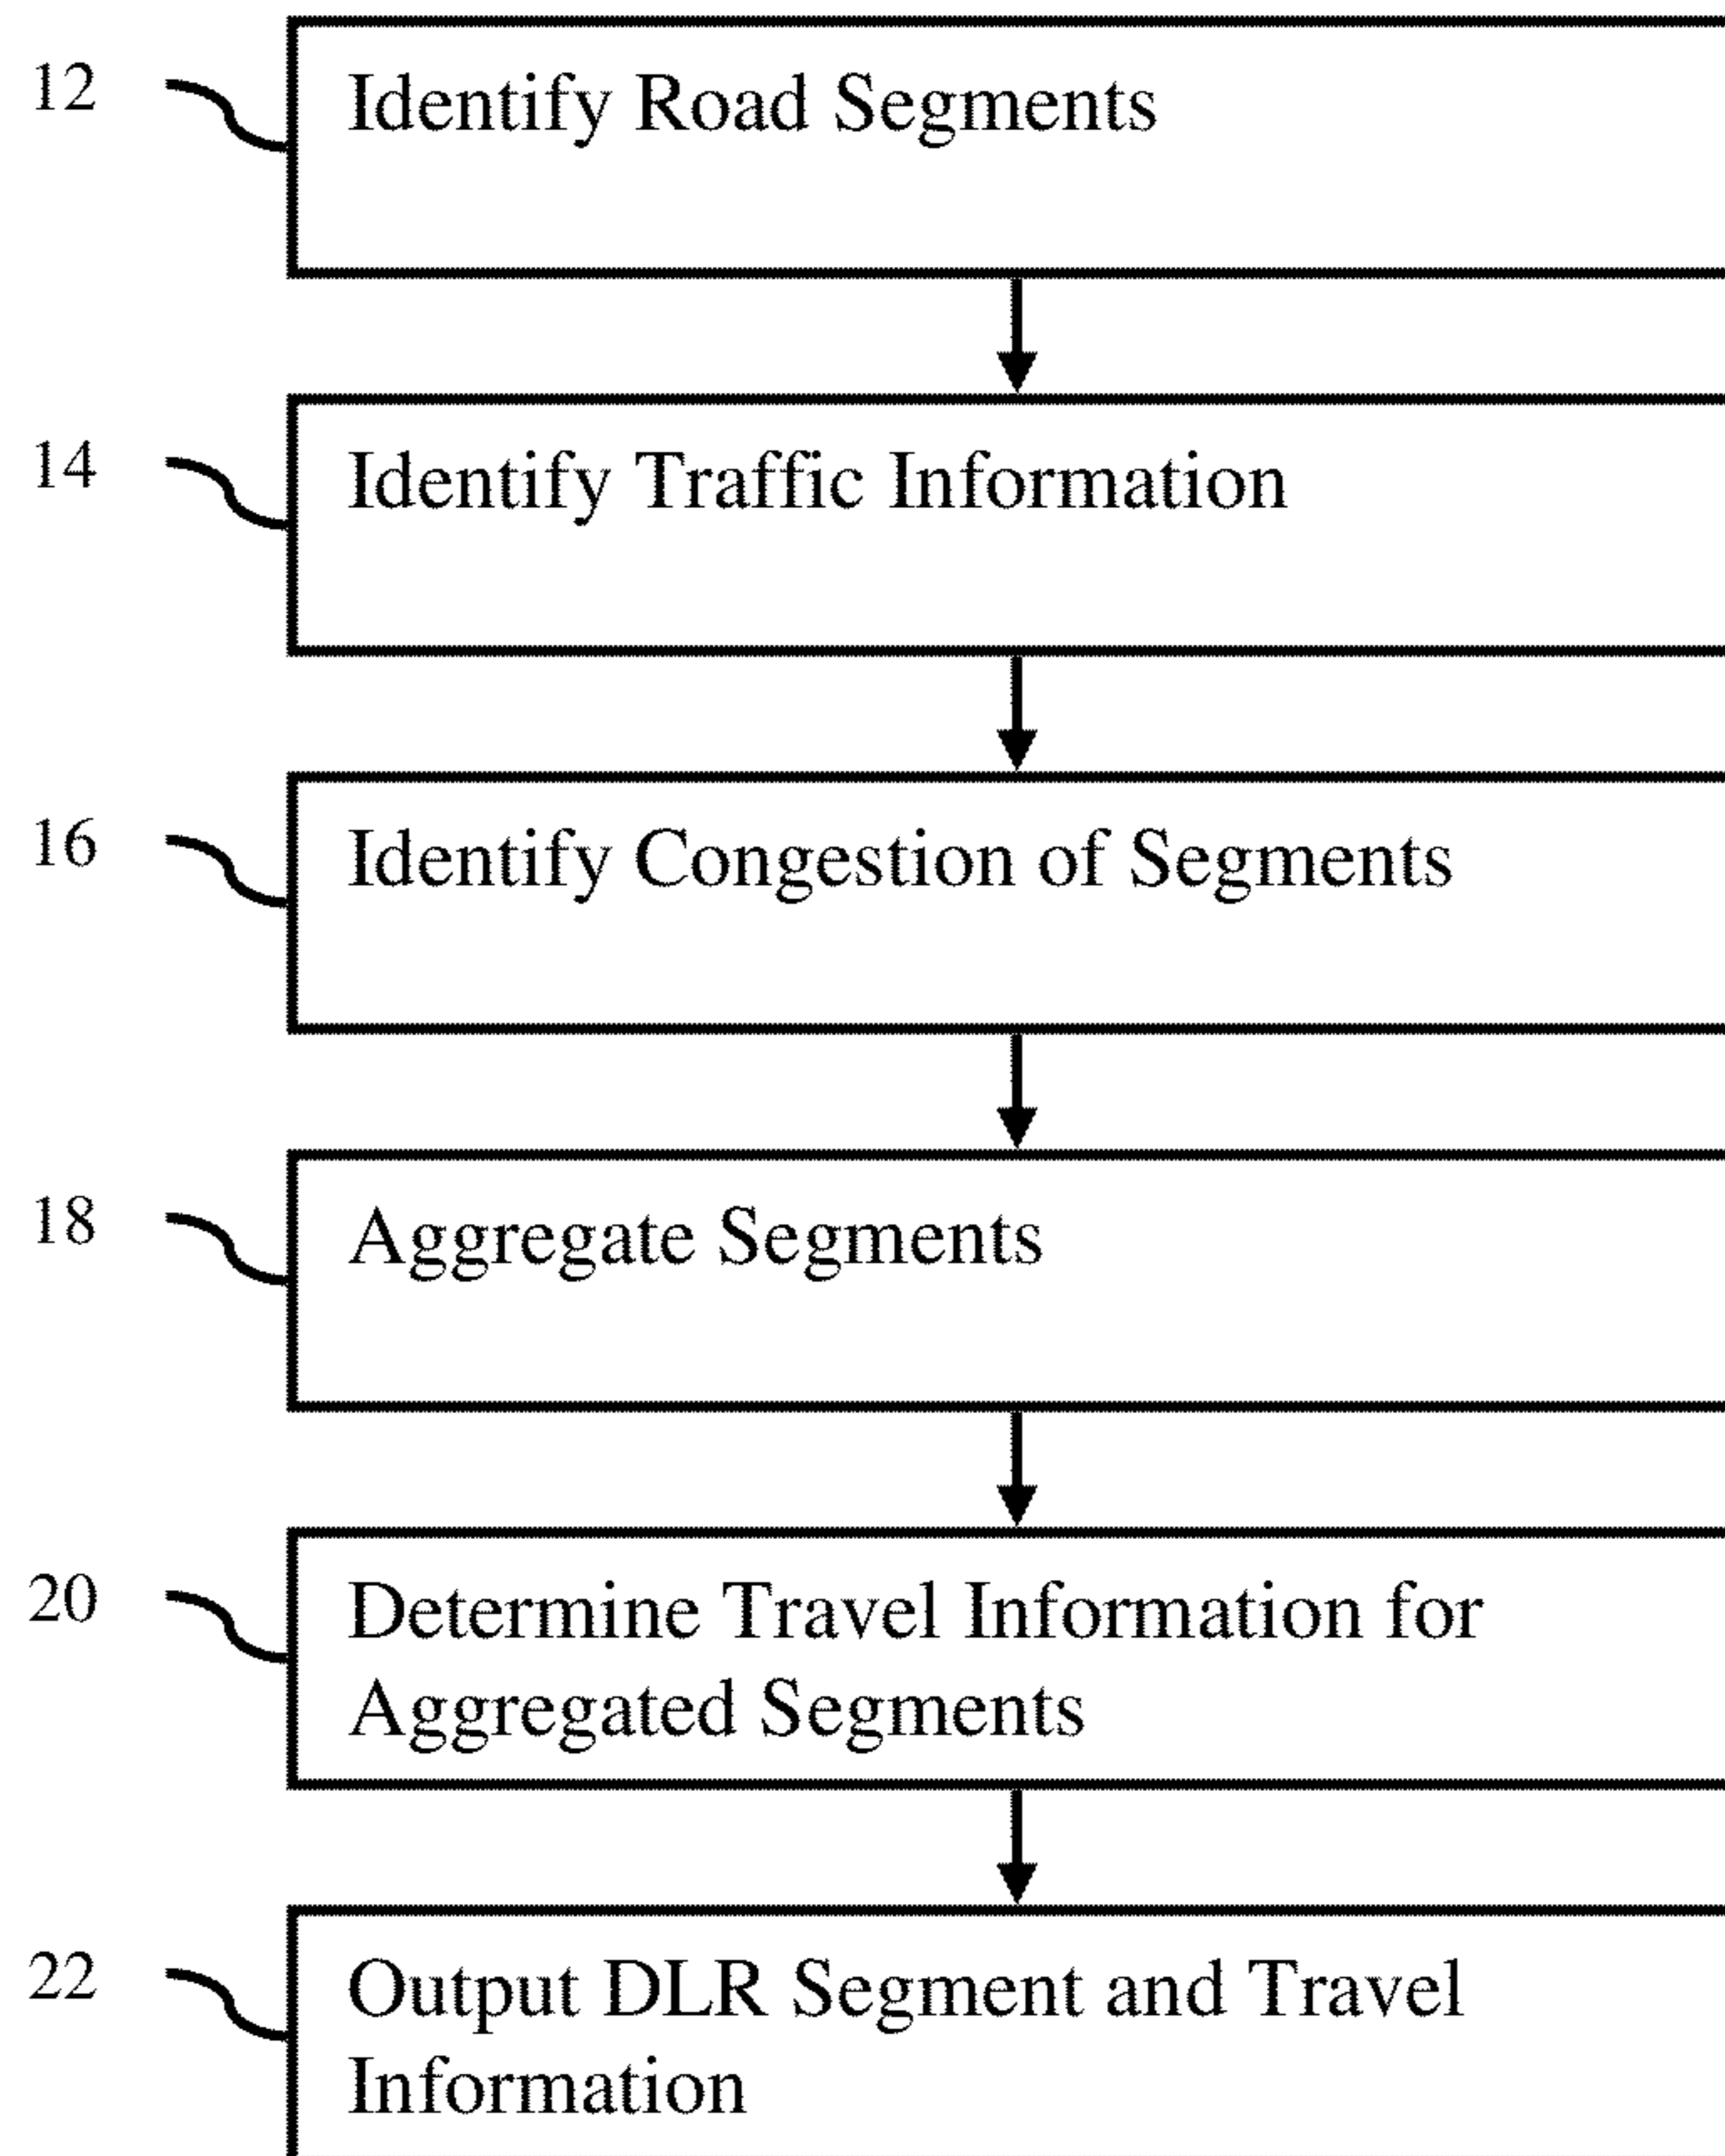 12
Identify Road Segments
14
Identify Traffic Information
16
Identify Congestion of Segments
18
Aggregate Segments
20
Determine Travel Information for
Aggregated Segments
22
Output DLR Segment and Travel
Information